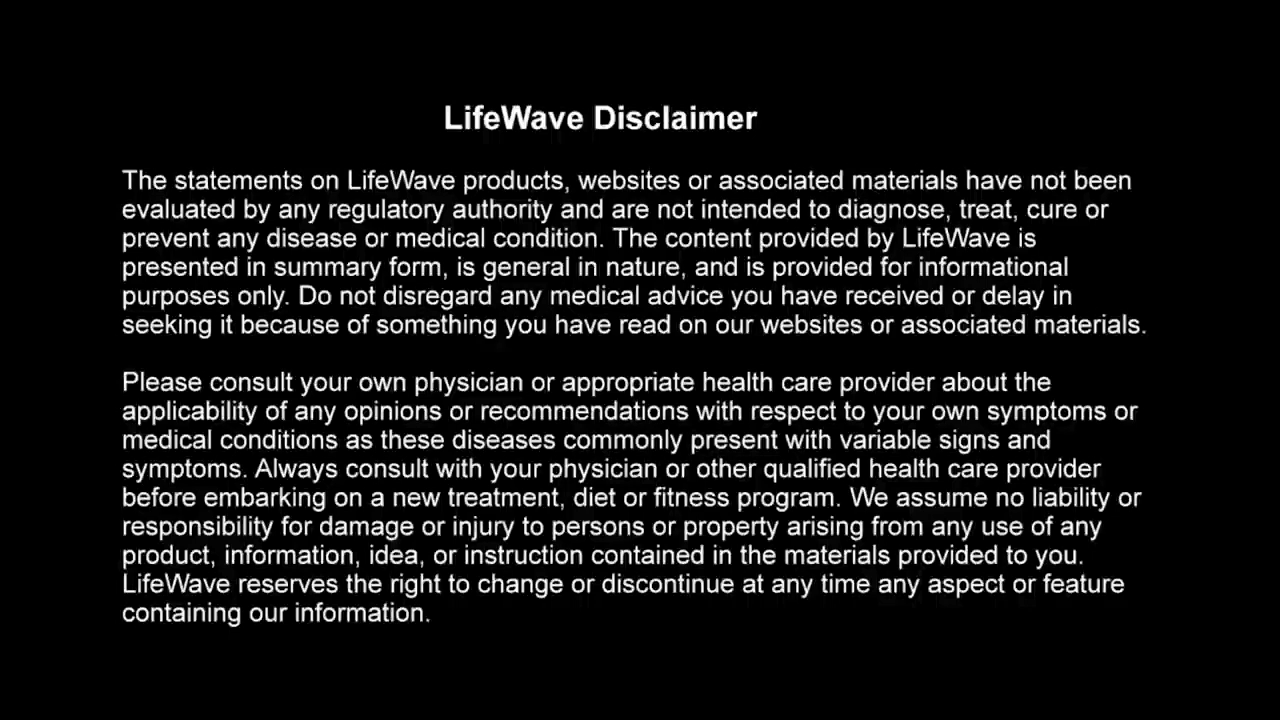 LifeWave Disclaimer
The statements on LifeWave products, websites or associated materials have not been
evaluated by any regulatory authority and are not intended to diagnose, treat, cure or
prevent any disease or medical condition. The content provided by LifeWave is
presented in summary form, is general in nature, and is provided for informational
purposes only. Do not disregard any medical advice you have received or delay in
seeking it because of something you have read on our websites or associated materials.
Please consult your own physician or appropriate health care provider about the
applicability of any opinions or recommendations with respect to your own symptoms or
medical conditions as these diseases commonly present with variable signs and
symptoms. Always consult with your physician or other qualified health care provider
before embarking on a new treatment, diet or fitness program. We assume no liability or
responsibility for damage or injury to persons or property arising from any use of any
product, information, idea, or instruction contained in the materials provided to you.
LifeWave reserves the right to change or discontinue at any time any aspect or feature
containing our information.